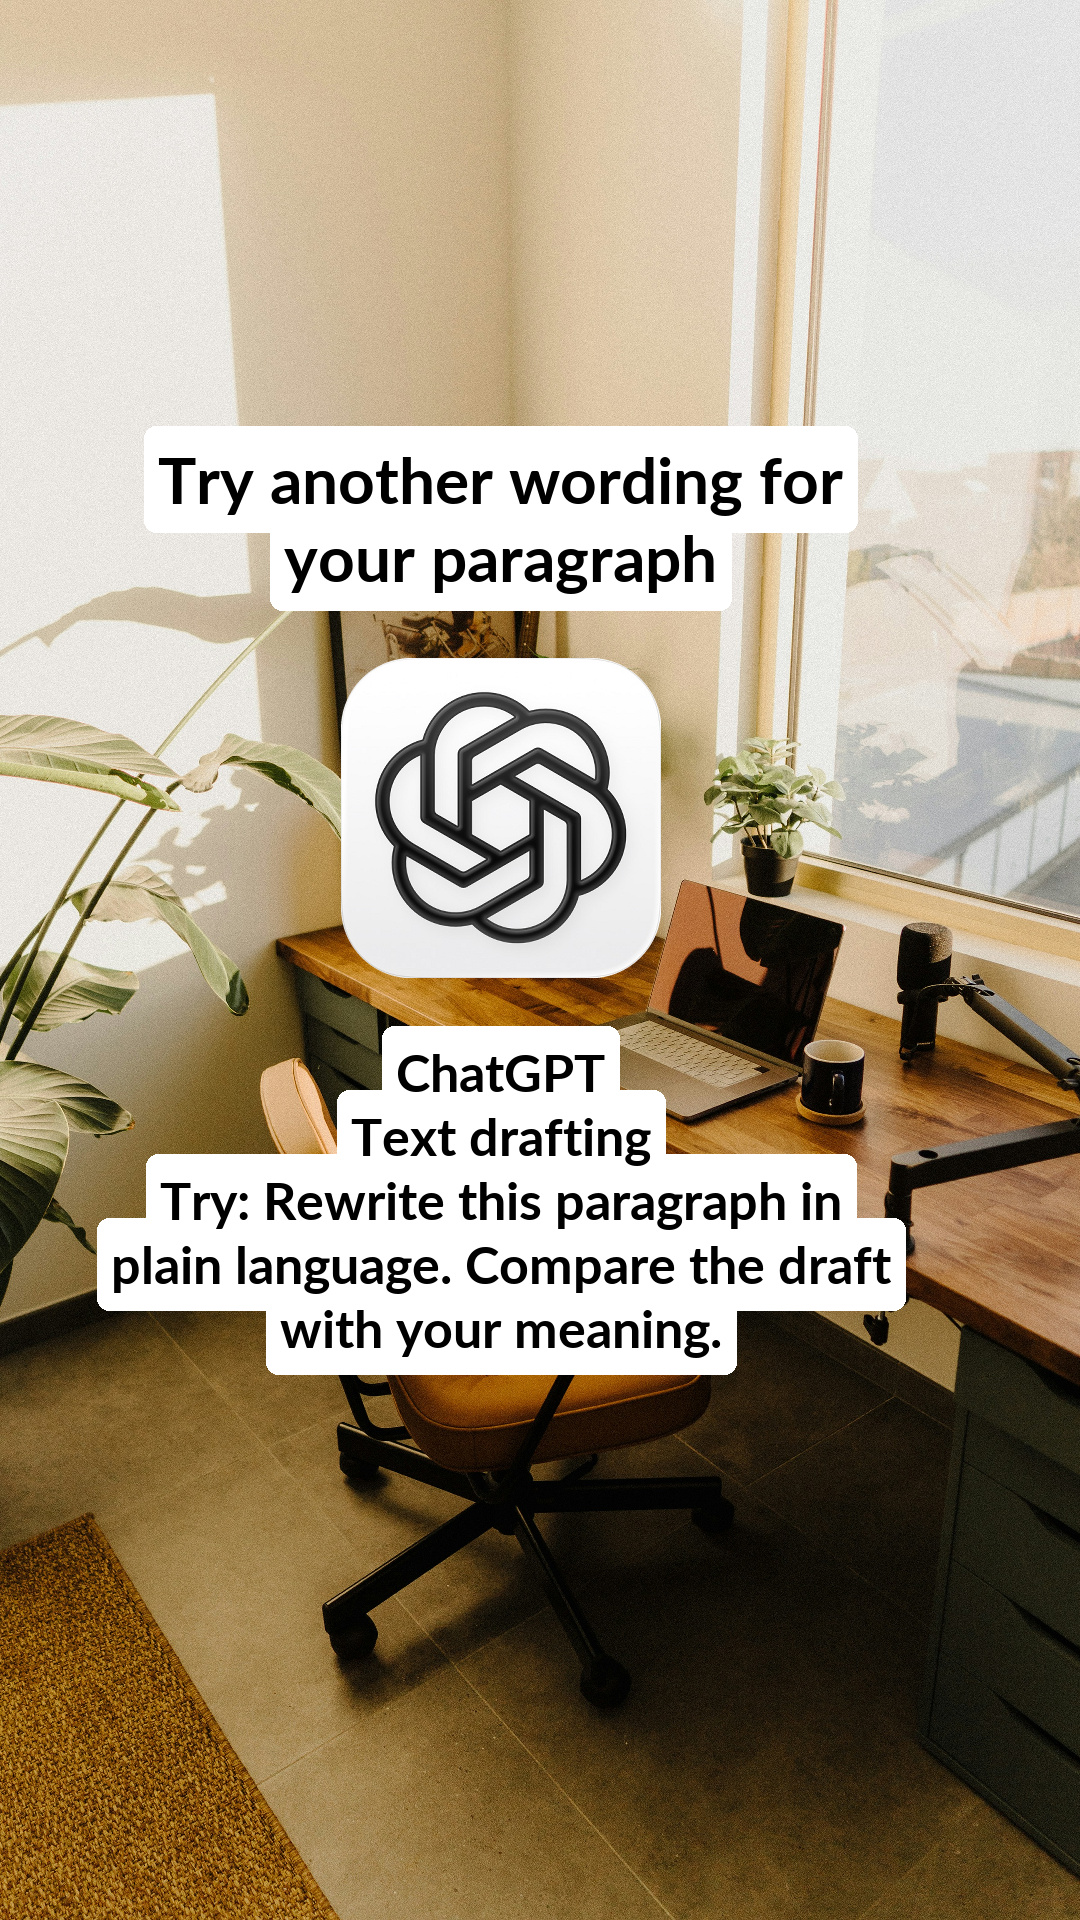 Try another wording for
your paragraph
ChatGPT
Text drafting
Try: Rewrite this paragraph in
plain language. Compare the draft
with your meaning.